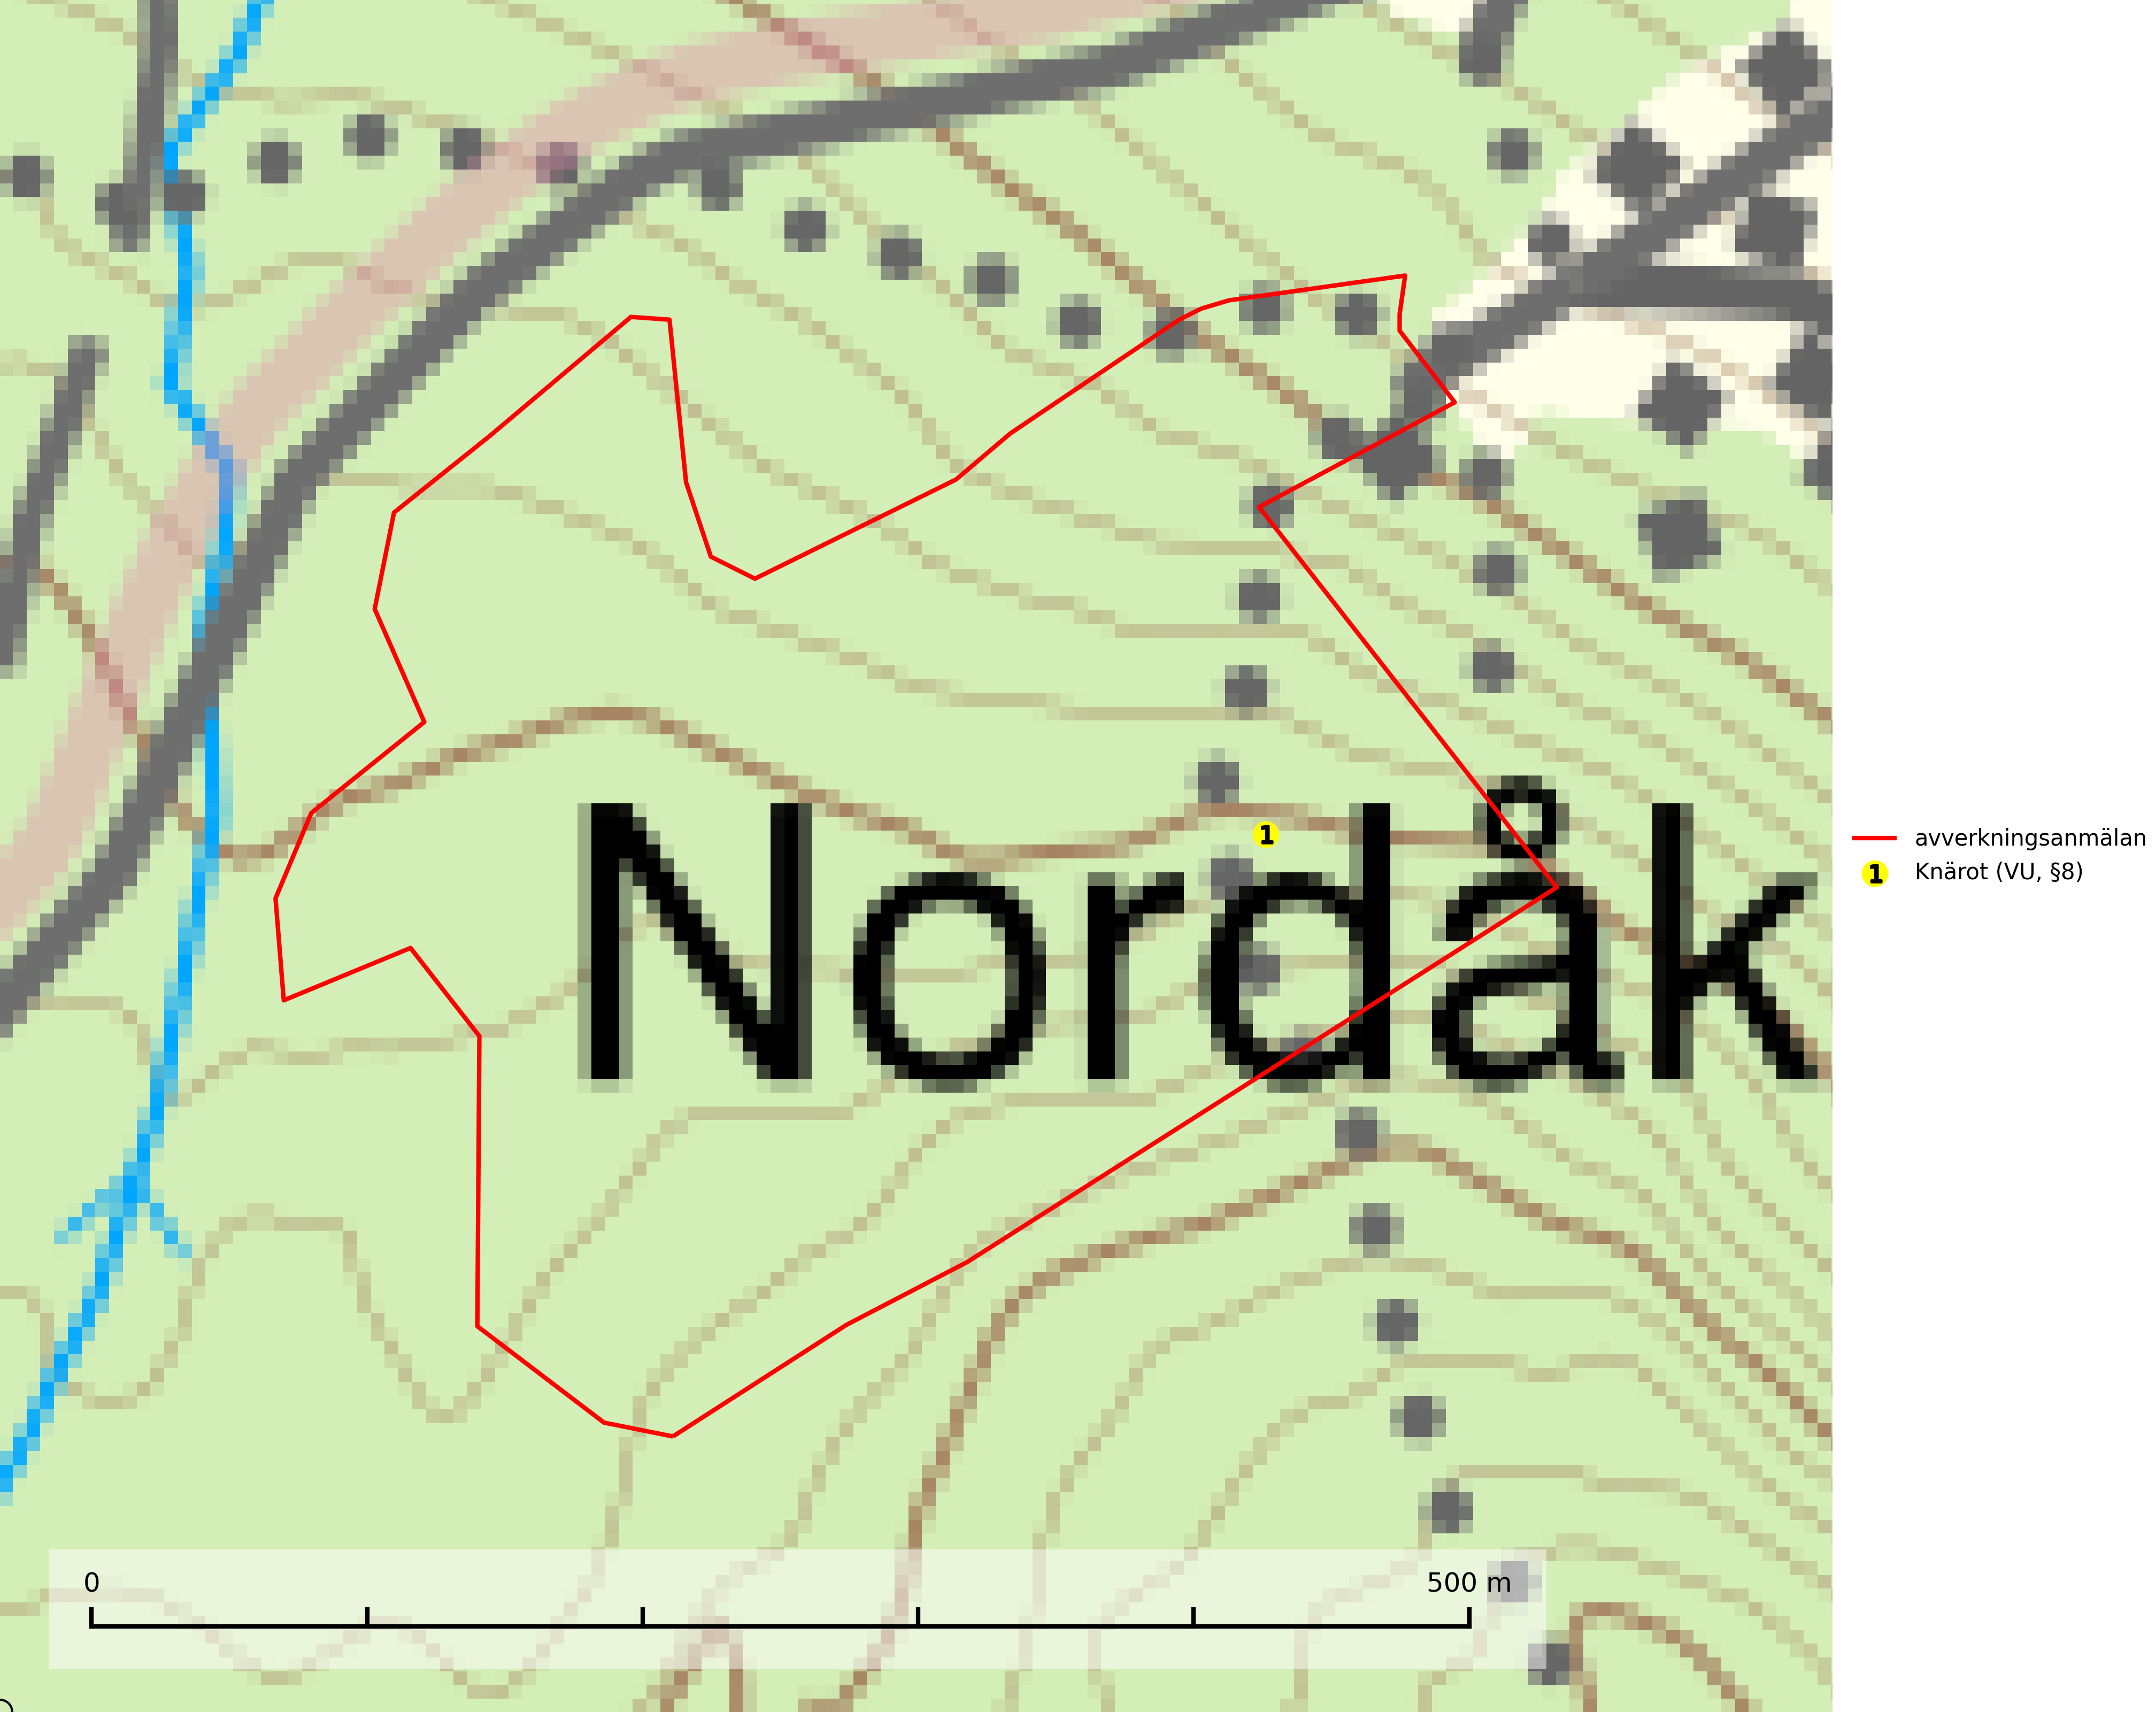 Nordåk
avverkningsanmälan
1 Knärot (VU, §8)
1
0 500 m